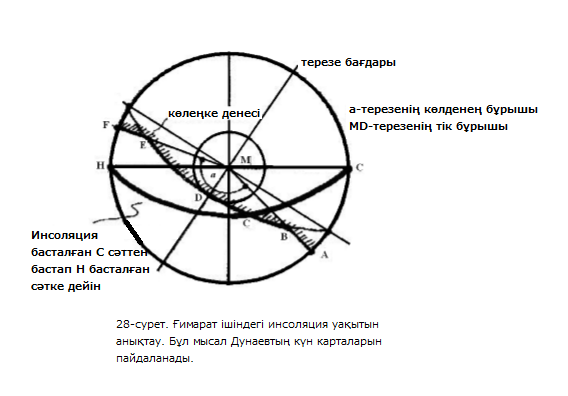 терезе бағдары
көлеңке денесі
а-терезенің көлденең бұрышы
MD-терезенің тік бұрышы
F
E
M
H
C
a
D
C
B
A
Инсоляция
басталған С сәттен
бастап Н басталған
сәтке дейін
28-сурет. Ғимарат ішіндегі инсоляция уақытын
анықтау. Бұл мысал Дунаевтың күн карталарын
пайдаланады.